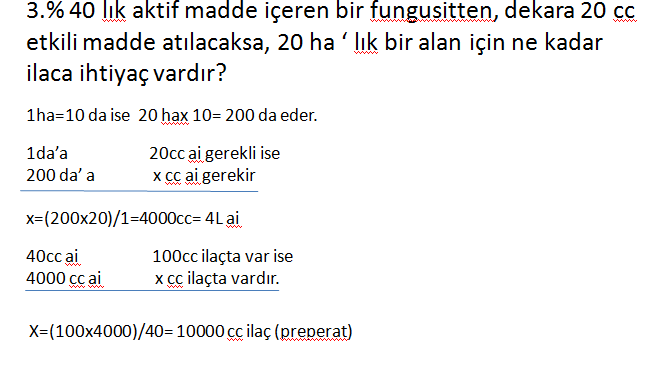 3.% 40 lık aktif madde içeren bir fungusitten, dekara 20 cc
etkili madde atılacaksa, 20 ha ‘ lık bir alan için ne kadar
ilaca ihtiyaç vardır?
1ha=10 da ise 20 hax 10= 200 da eder.
1da’a 20cc ai gerekli ise
200 da’ a x cc ai gerekir
x=(200x20)/1=4000cc= 4L ai
40cc ai 100cc ilaçta var ise
4000 cc ai x cc ilaçta vardır.
X=(100x4000)/40= 10000 cc ilaç (preperat)